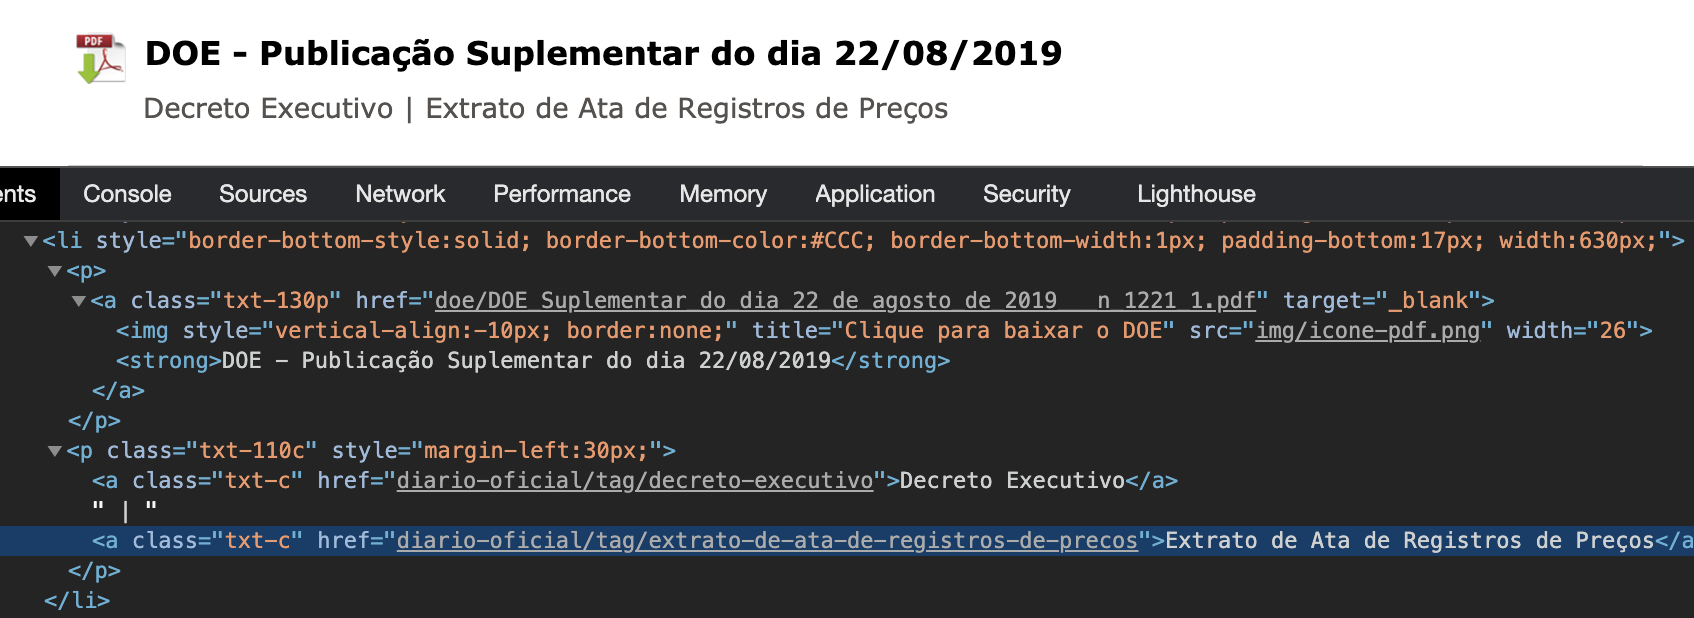 PDF
DOE - Publicação Suplementar do dia 22/08/2019
Decreto Executivo | Extrato de Ata de Registros de Preços
ents Console Sources Network Performance Memory Application Security Lighthouse
<li style="border-bottom-style:solid; border-bottom-color:#CCC; border-bottom-width:1px; padding-bottom:17px; width:630px;">
<p>
<a class="txt-130p" href="doe/DOE_Suplementar_do_dia_22_de_agosto_de_2019___n_1221_1.pdf" target="_blank">
<img style="vertical-align:-10px; border:none;" title="Clique para baixar o DOE" src="img/icone-pdf.png" width="26">
<strong>DOE - Publicação Suplementar do dia 22/08/2019</strong>
</a>
</p>
<p class="txt-110c" style="margin-left:30px;">
<a class="txt-c" href="diario-oficial/tag/decreto-executivo">Decreto Executivo</a>
" | "
<a class="txt-c" href="diario-oficial/tag/extrato-de-ata-de-registros-de-precos">Extrato de Ata de Registros de Preços</a
</p>
</li>